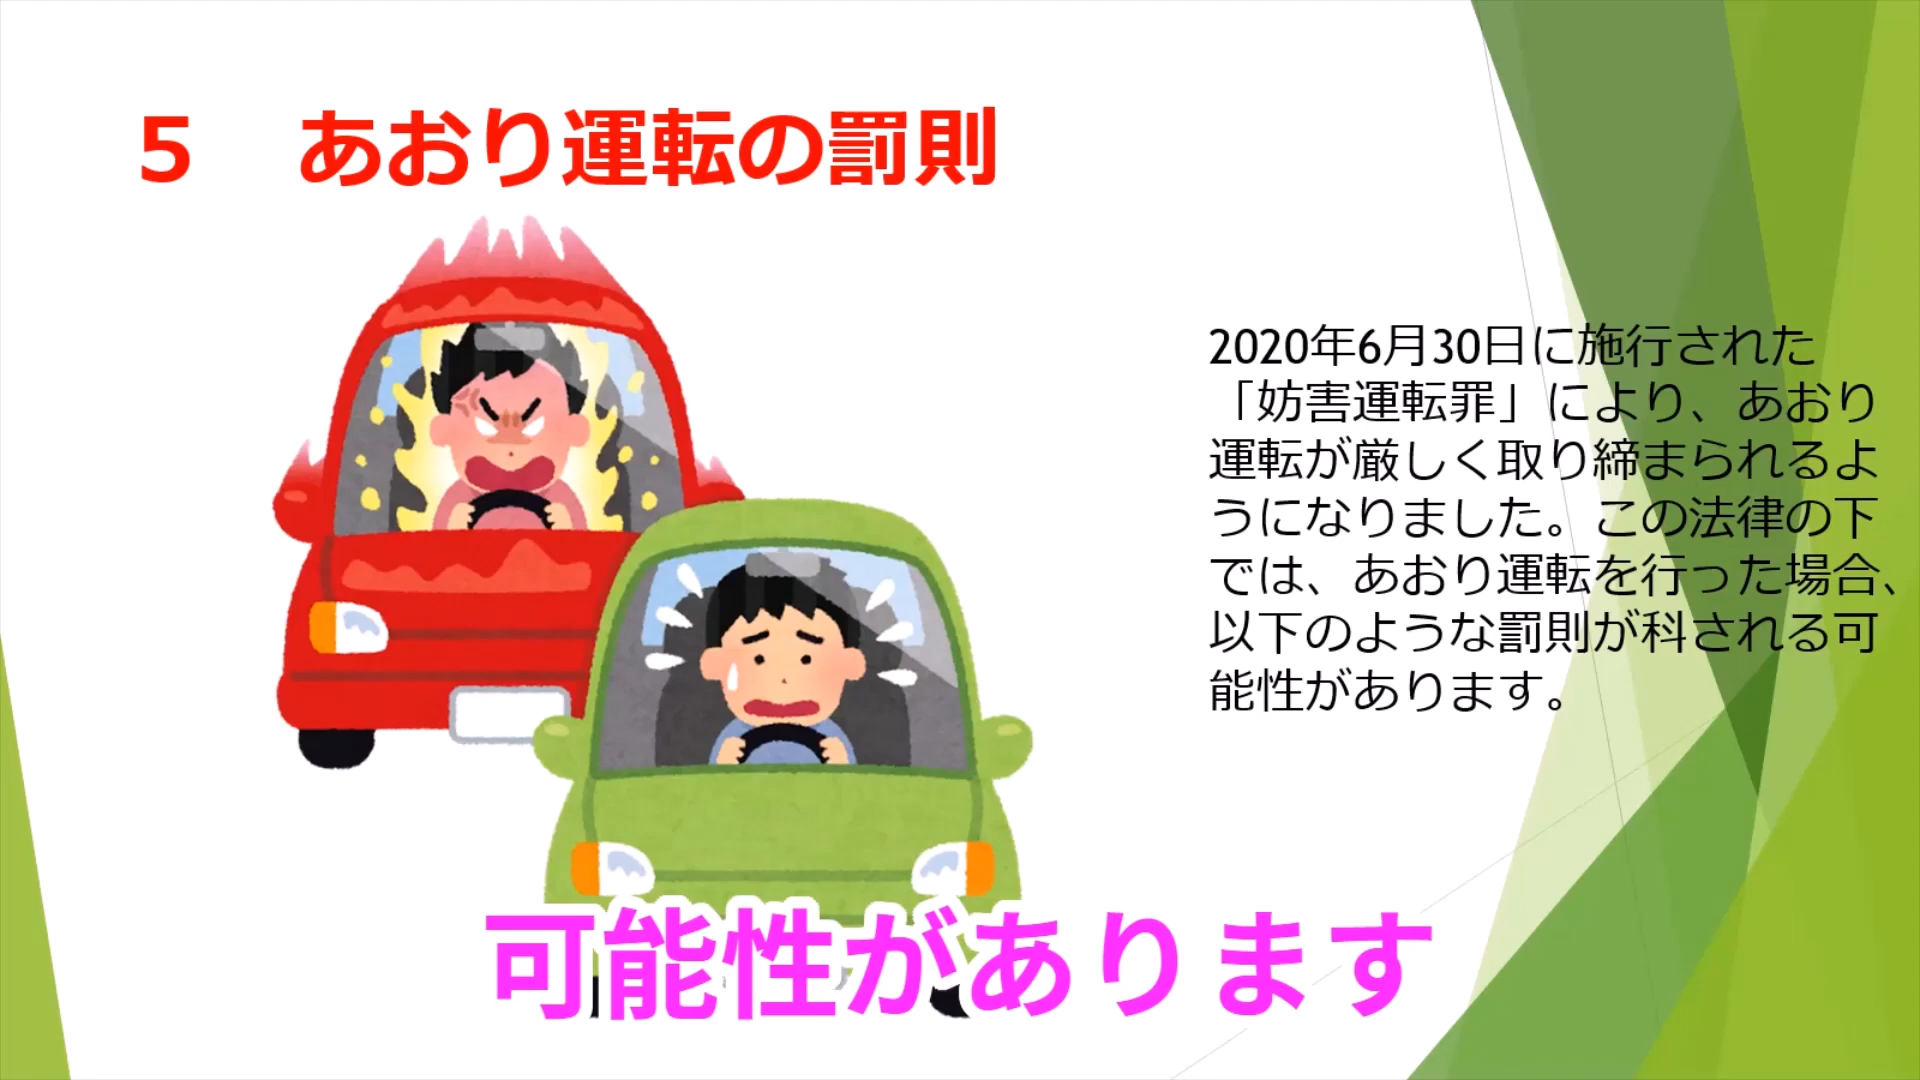 ５　あおり運転の罰則
2020年6月30日に施行された
「妨害運転罪」により、あおり
運転が厳しく取り締まられるよ
うになりました。この法律の下
では、あおり運転を行った場合、
以下のような罰則が科される可
能性があります。
可能性があります